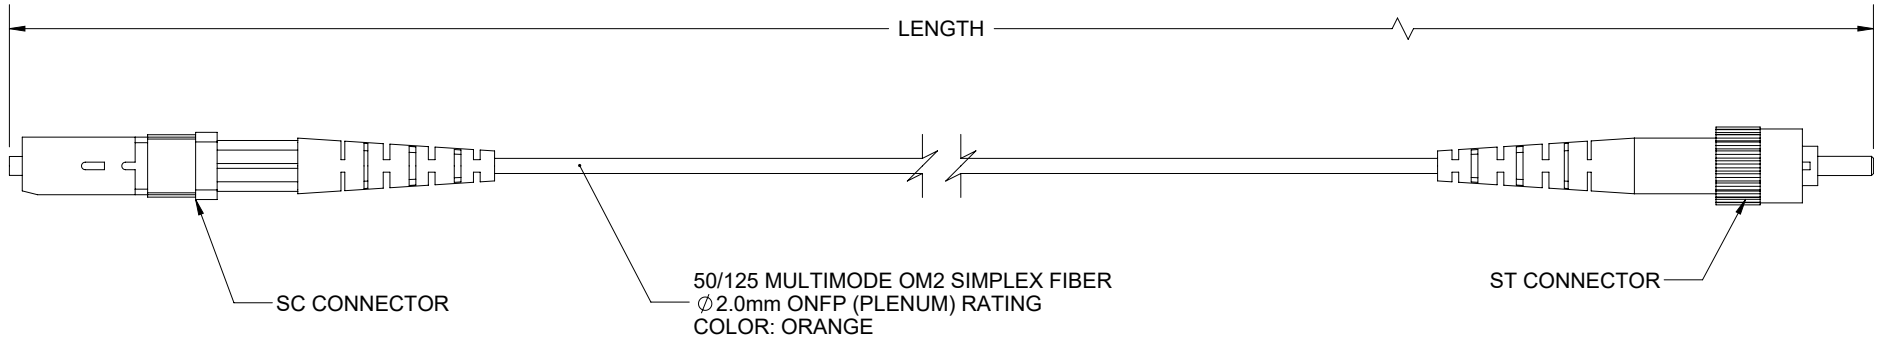 LENGTH
SC CONNECTOR
50/125 MULTIMODE OM2 SIMPLEX FIBER
∅2.0mm ONFP (PLENUM) RATING
COLOR: ORANGE
ST CONNECTOR